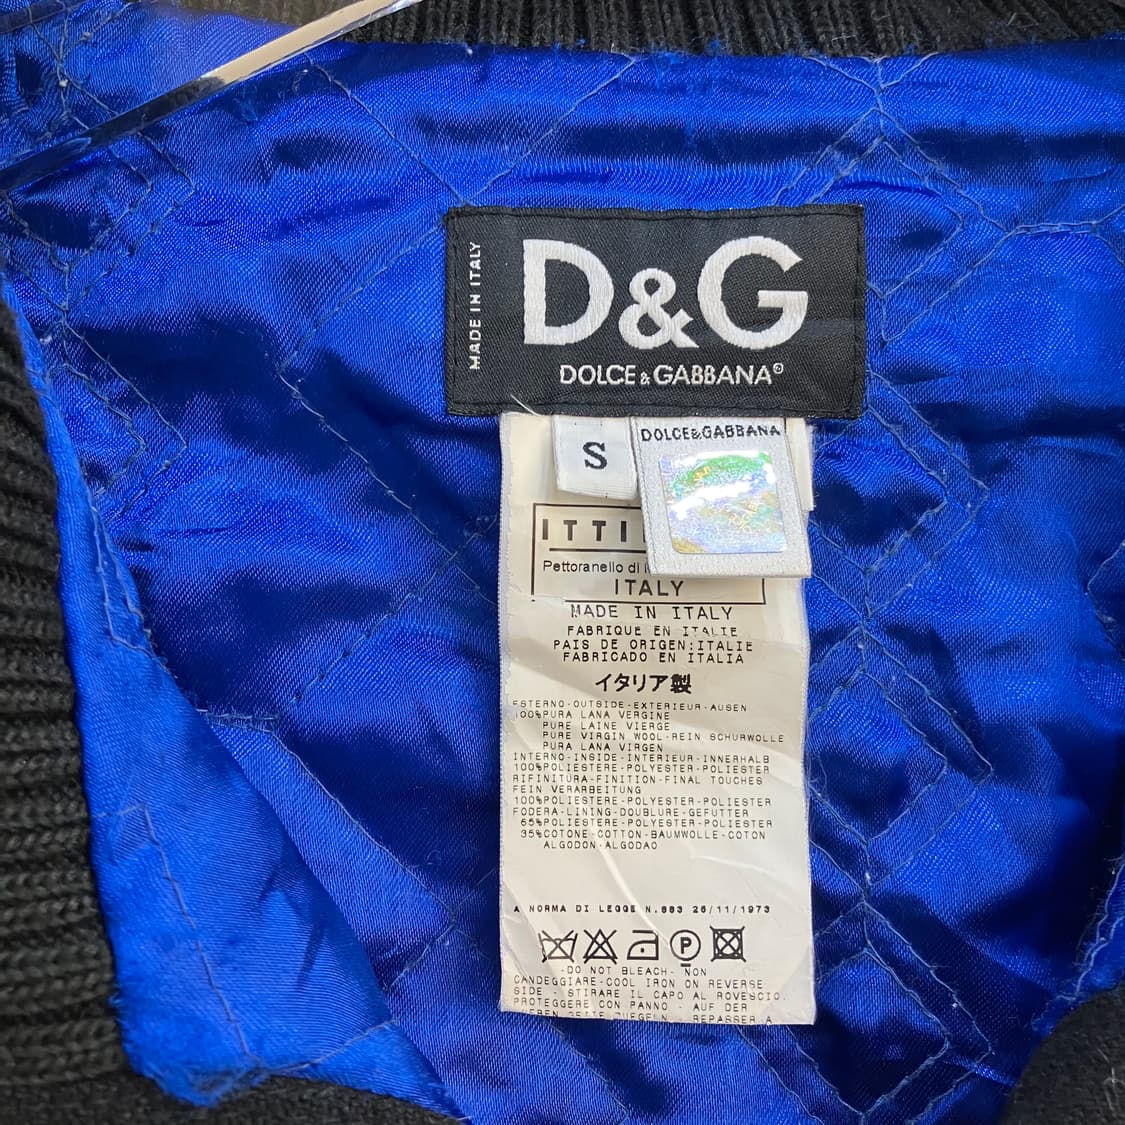 MADE IN ITALY
D&G
DOLCE & GABBANA®
S
DOLCE&GABBANA
ITTI
Pettoranello di
ITALY
MADE IN ITALY
FABRIQUE EN ITALIE
PAIS DE ORIGEN:ITALIE
FABRICADO EN ITALIA
イタリア製
ESTERNO-OUTSIDE-EXTERIEUR-AUSEN
100%PURA LANA VERGINE
PURE LAINE VIERGE
PURE VIRGIN WOOL-REIN SCHURWOLLE
PURA LANA VIRGEN
INTERNO-INSIDE-INTERIEUR-INNERHALB
100%POLIESTERE-POLYESTER-POLIESTER
RIFINITURA-FINITION-FINAL TOUCHES
FEIN VERARBEITUNG
100%POLIESTERE-POLYESTER-POLIESTER
FODERA-LINING-DOUBLURE-GEFUTTER
65%POLIESTERE-POLYESTER-POLIESTER
35%COTONE-COTTON-BAUMWOLLE-COTON
ALGODON-ALGODAO
A NORMA DI LEGGE N.883 26/11/1973
P
-DO NOT BLEACH- NON
CANDEGGIARE-COOL IRON ON REVERSE
SIDE - STIRARE IL CAPO AL ROVESCIO.
PROTEGGERE CON PANNO - AUF DER
REPASSER A